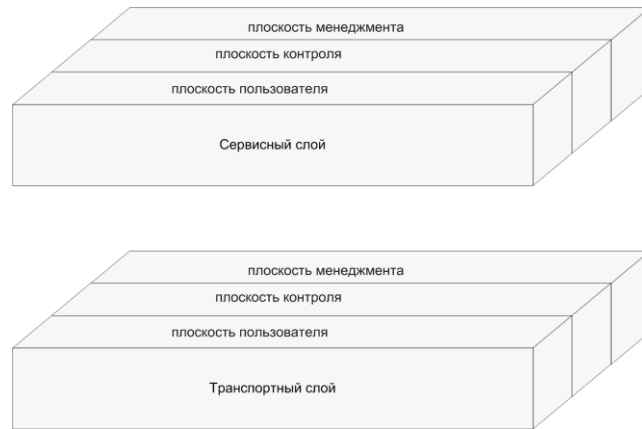 плоскость менеджмента
плоскость контроля
плоскость пользователя
Сервисный слой
плоскость менеджмента
плоскость контроля
плоскость пользователя
Транспортный слой